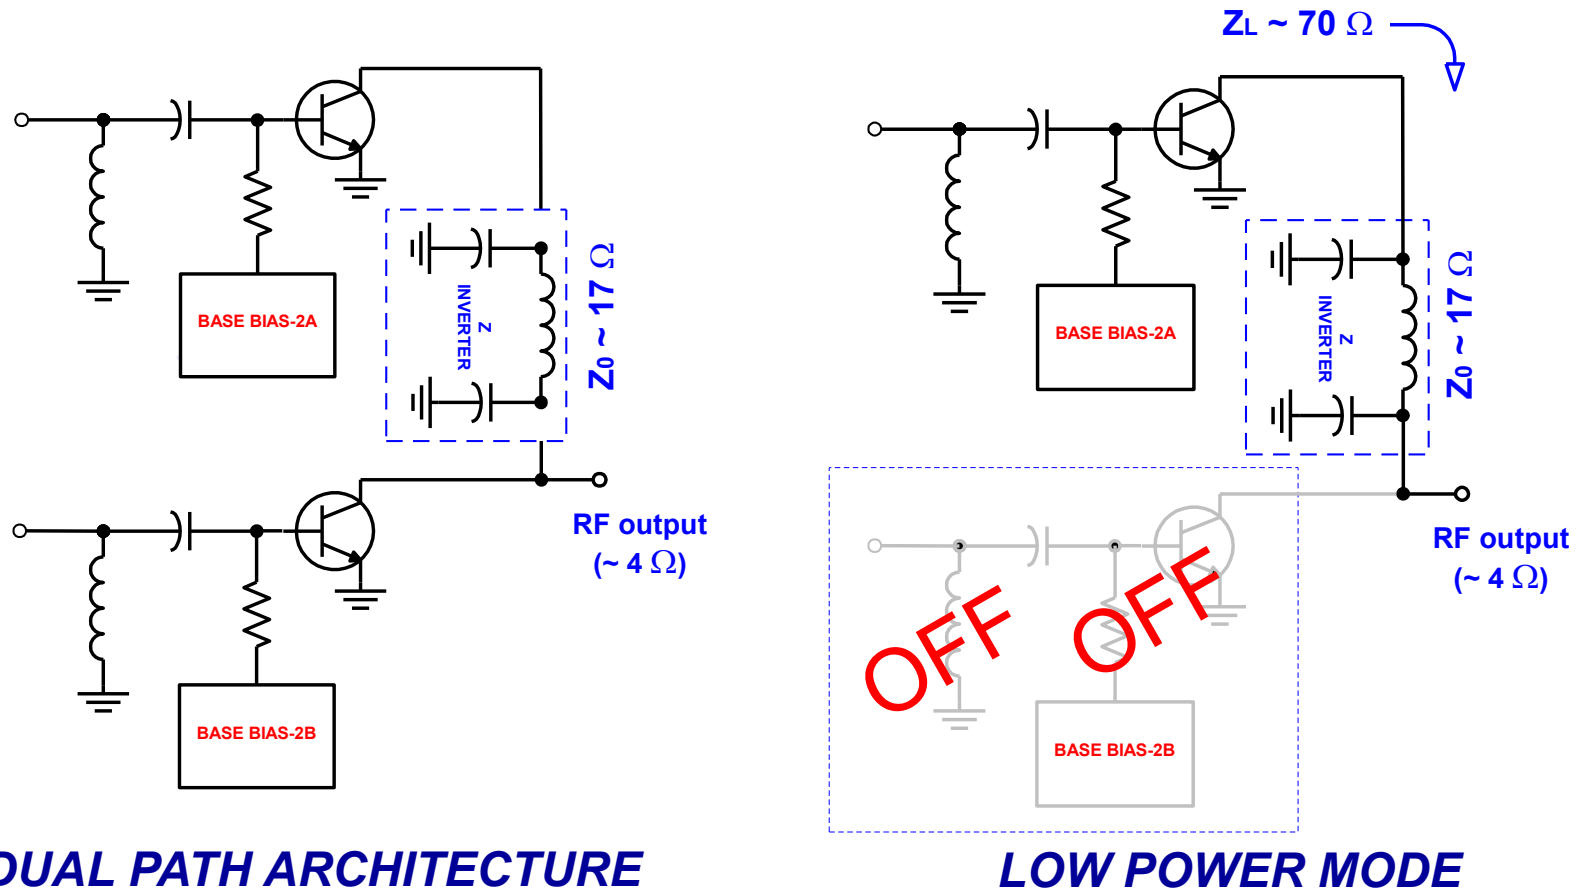 BASE BIAS-2A
Z
INVERTER
Z0 ~ 17 Ω
RF output
(~ 4 Ω)
BASE BIAS-2B
DUAL PATH ARCHITECTURE
ZL ~ 70 Ω
BASE BIAS-2A
Z
INVERTER
Z0 ~ 17 Ω
RF output
(~ 4 Ω)
OFF
OFF
BASE BIAS-2B
LOW POWER MODE